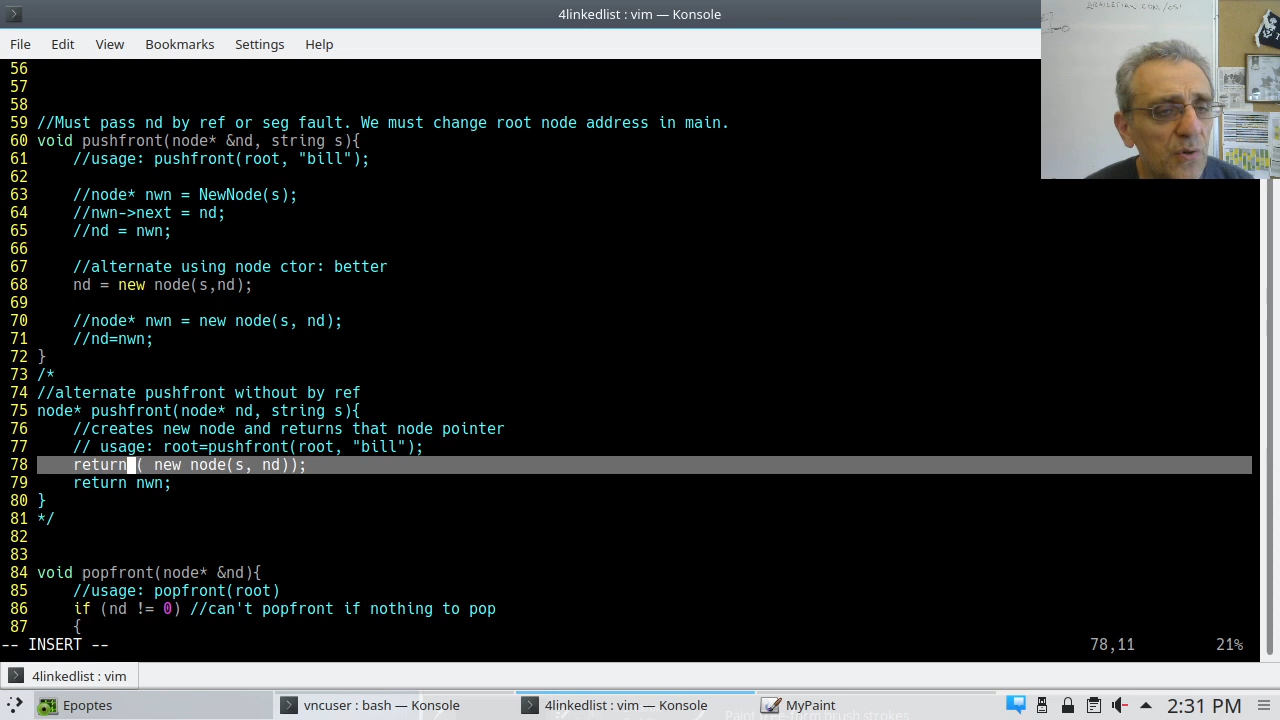 4linkedlist : vim — Konsole
File Edit View Bookmarks Settings Help
56
57
58
59 //Must pass nd by ref or seg fault. We must change root node address in main.
60 void pushfront(node* &nd, string s){
61 //usage: pushfront(root, "bill");
62
63 //node* nwn = NewNode(s);
64 //nwn->next = nd;
65 //nd = nwn;
66
67 //alternate using node ctor: better
68 nd = new node(s,nd);
69
70 //node* nwn = new node(s, nd);
71 //nd=nwn;
72 }
73 /*
74 //alternate pushfront without by ref
75 node* pushfront(node* nd, string s){
76 //creates new node and returns that node pointer
77 // usage: root=pushfront(root, "bill");
78 return ( new node(s, nd));
79 return nwn;
80 }
81 */
82
83
84 void popfront(node* &nd){
85 //usage: popfront(root)
86 if (nd != 0) //can't popfront if nothing to pop
87 {
-- INSERT -- 78,11 21%
4linkedlist : vim
Epoptes vncuser : bash — Konsole 4linkedlist : vim — Konsole MyPaint 2:31 PM